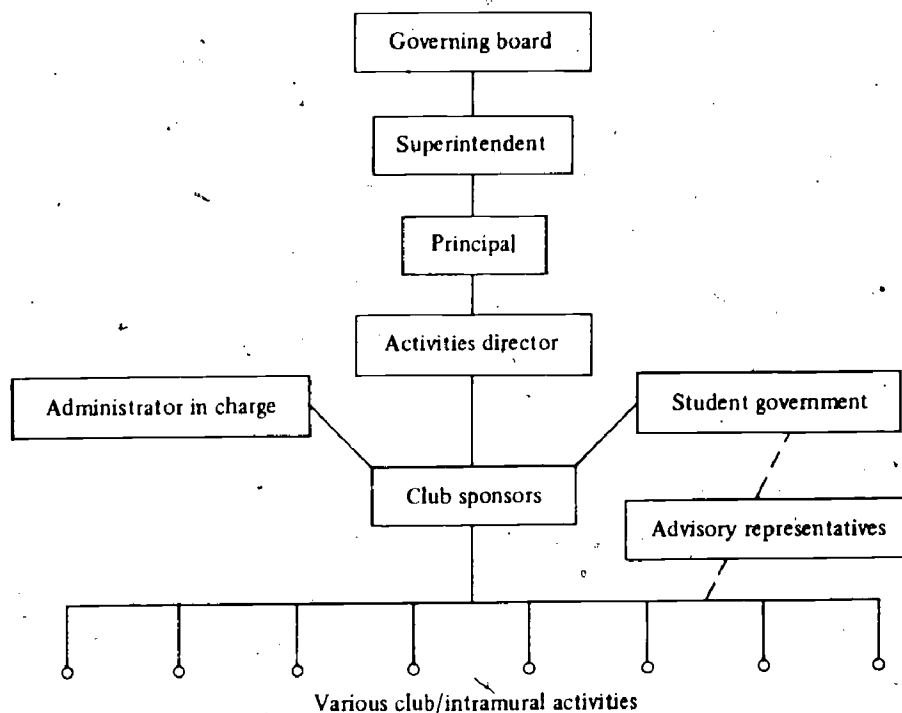 Governing board
Superintendent
Principal
Activities director
Administrator in charge
Student government
Club sponsors
Advisory representatives
Various club/intramural activities